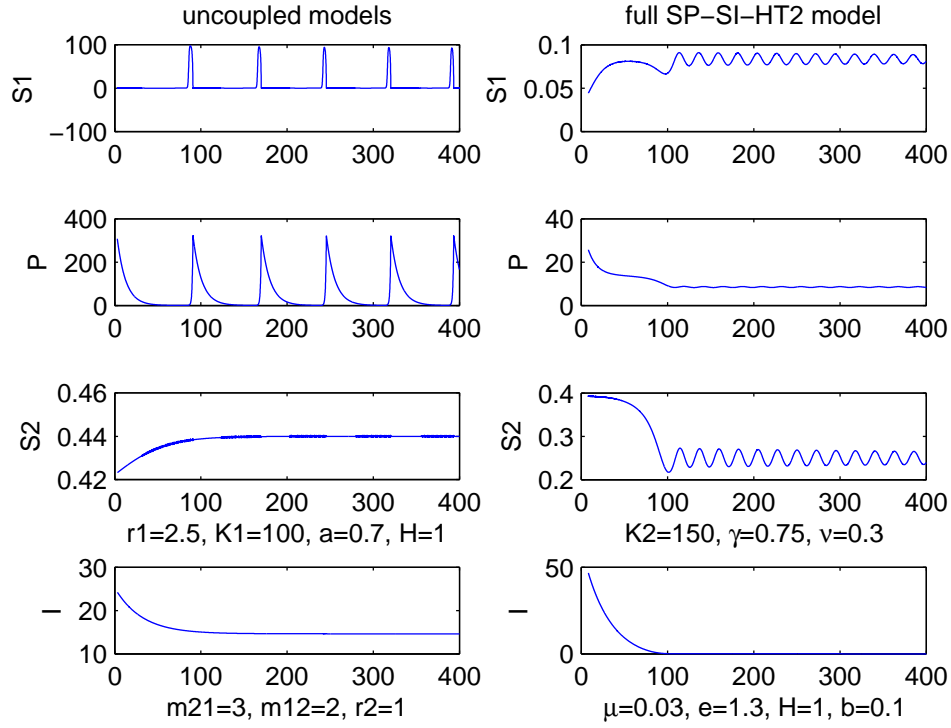 uncoupled models
full SP−SI−HT2 model
S1
100
0
−100
0 100 200 300 400
S1
0.1
0.05
0
0 100 200 300 400
P
400
200
0
0 100 200 300 400
P
40
20
0
0 100 200 300 400
S2
0.46
0.44
0.42
0 100 200 300 400
r1=2.5, K1=100, a=0.7, H=1
S2
0.4
0.3
0.2
0 100 200 300 400
K2=150, γ=0.75, ν=0.3
I
30
20
10
0 100 200 300 400
m21=3, m12=2, r2=1
I
50
0
0 100 200 300 400
μ=0.03, e=1.3, H=1, b=0.1